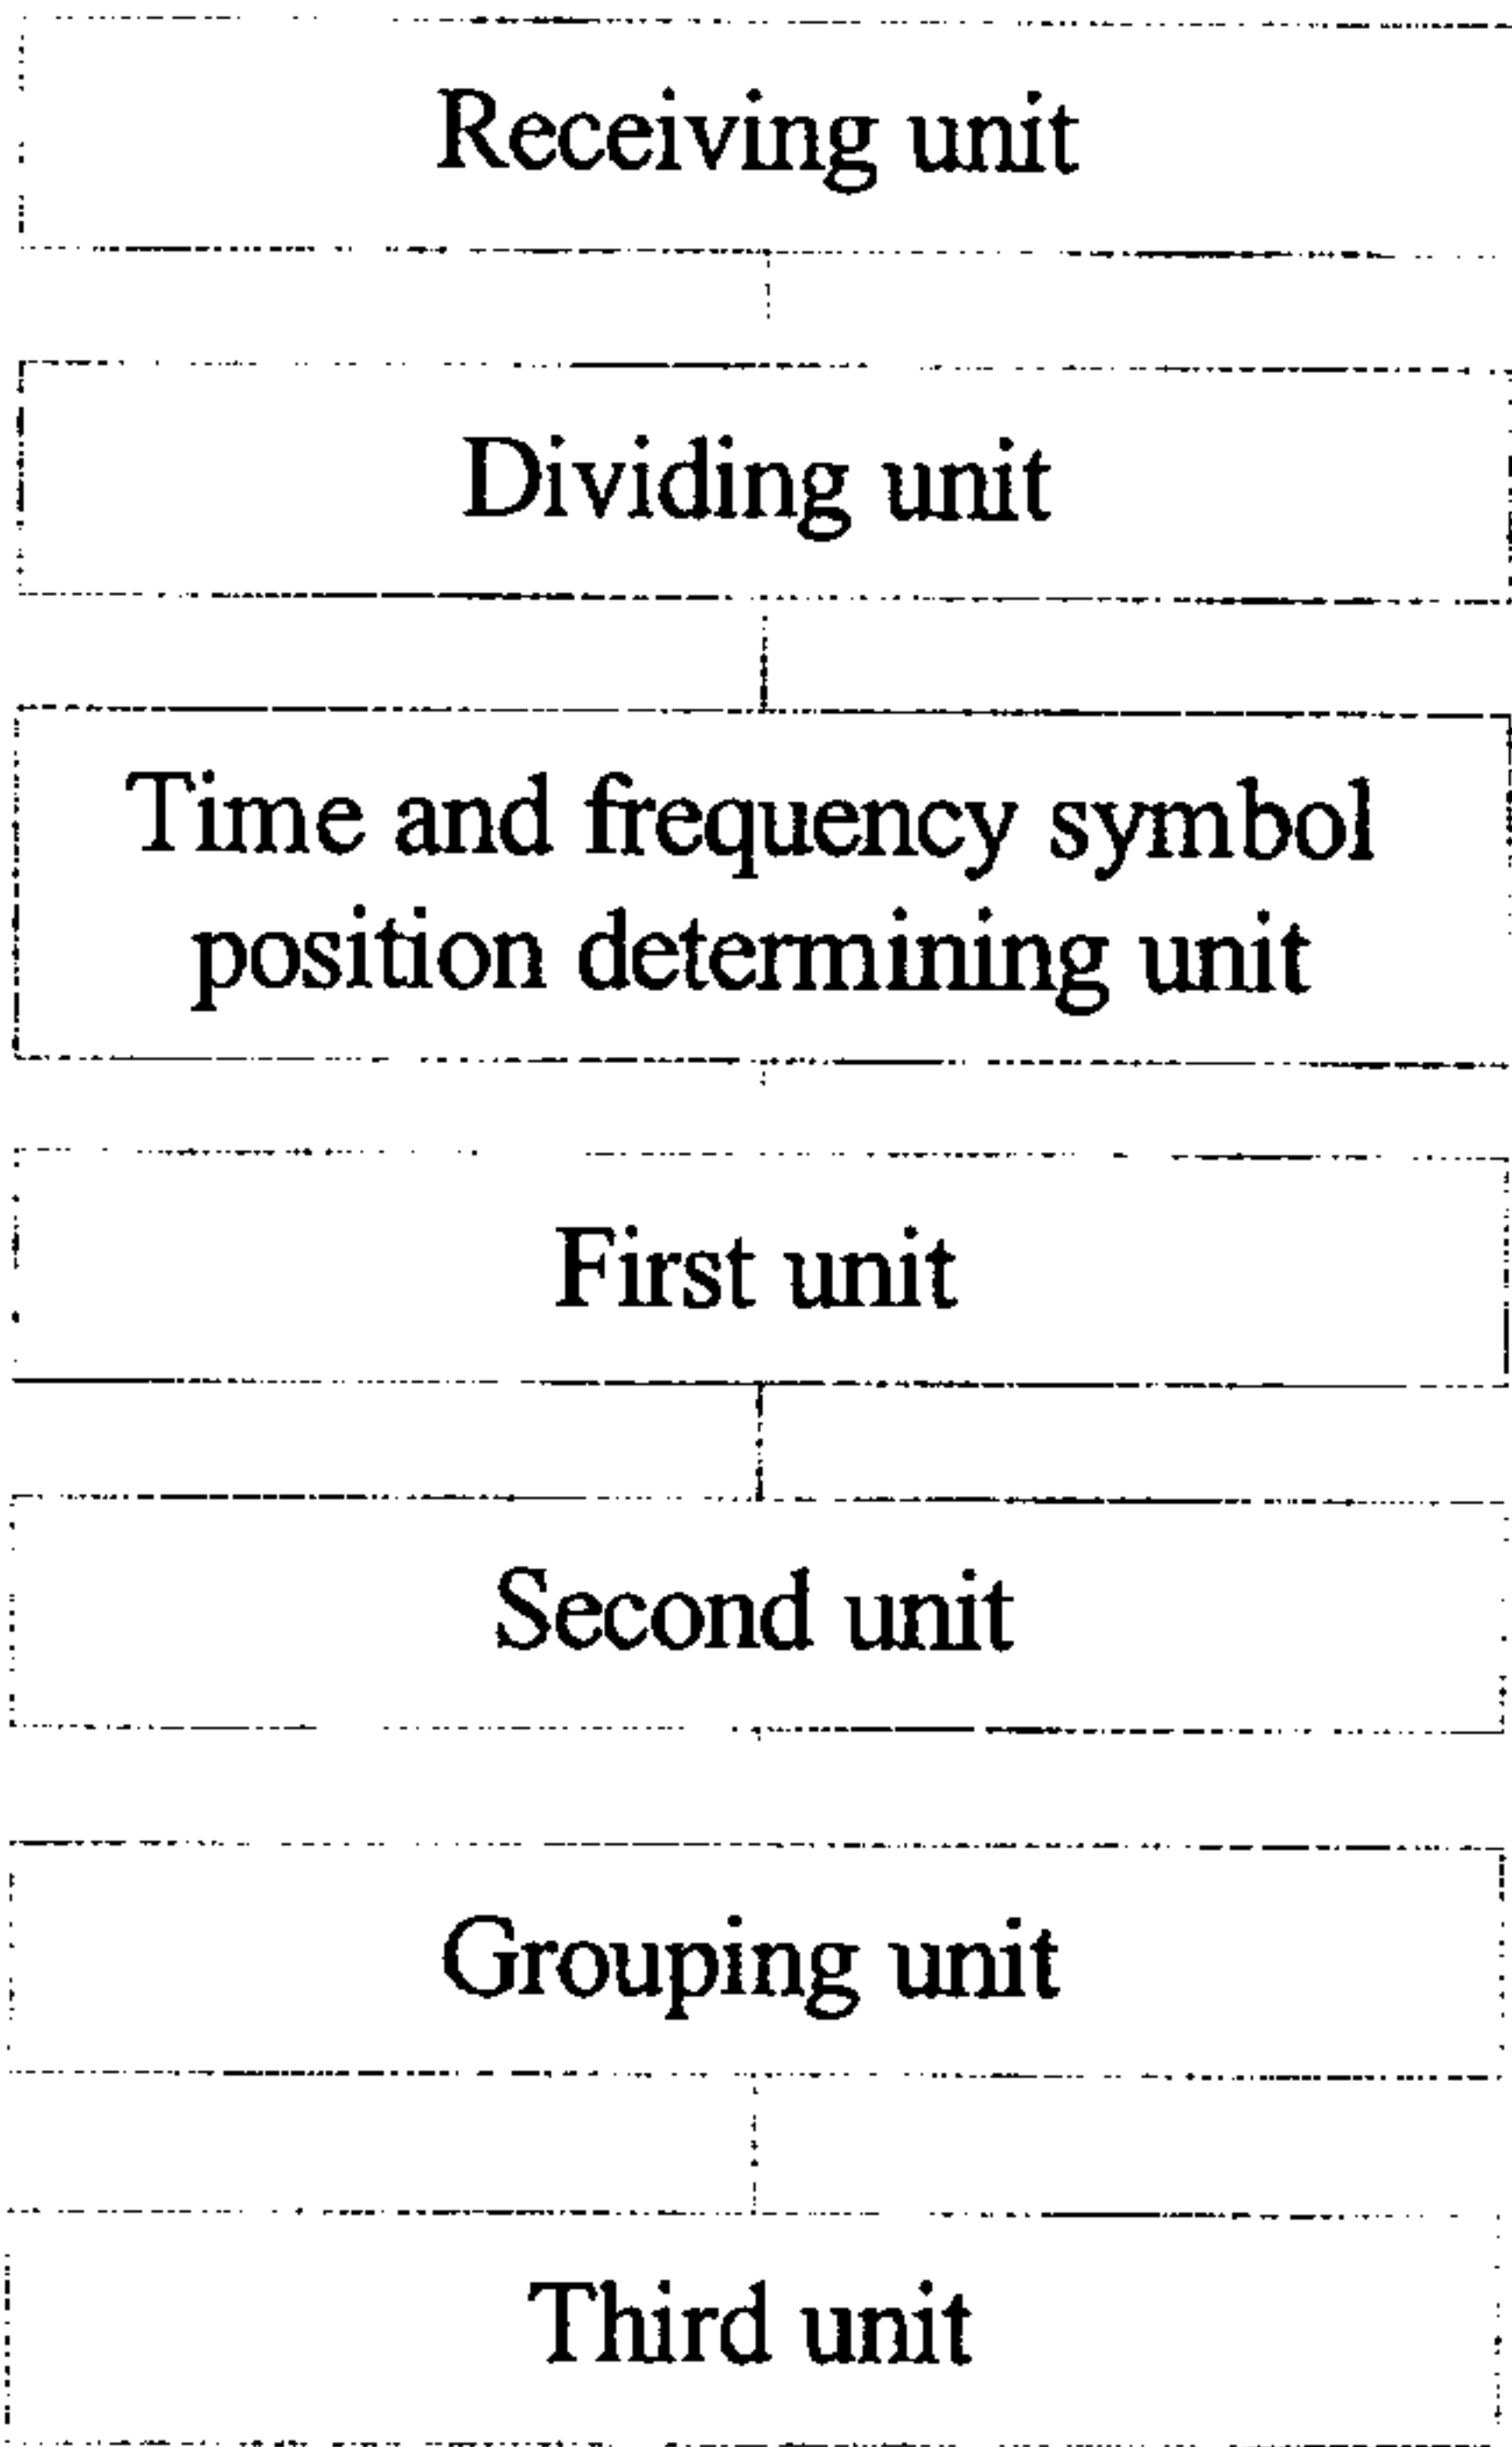 Receiving unit
Dividing unit
Time and frequency symbol
position determining unit
First unit
Second unit
Grouping unit
Third unit